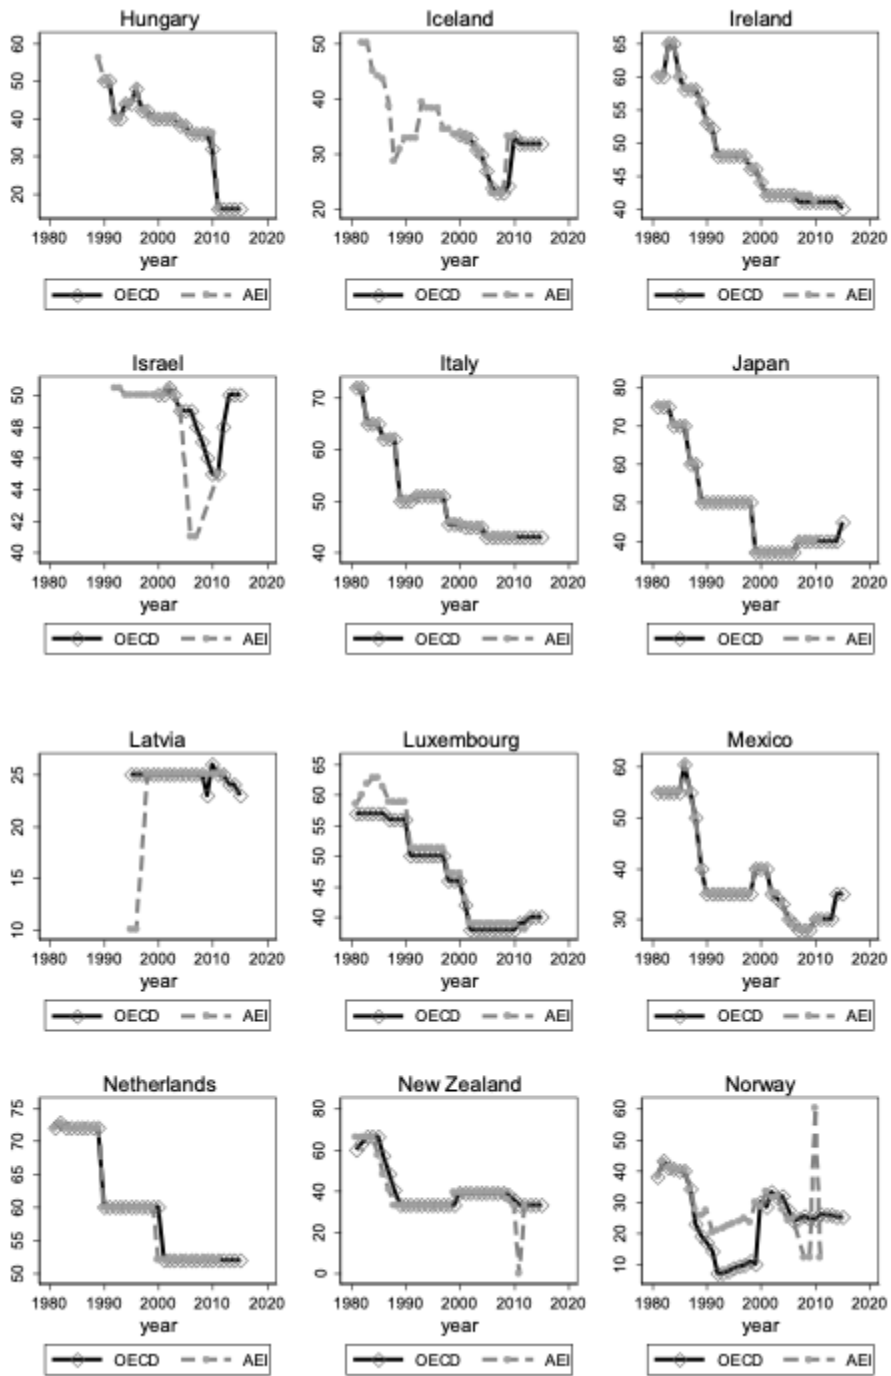 Hungary Iceland Ireland
60 50 40 30 20
50 40 30 20
65 60 55 50 45 40
1980 1990 2000 2010 2020 1980 1990 2000 2010 2020 1980 1990 2000 2010 2020
year year year
OECD AEI OECD AEI OECD AEI
Israel Italy Japan
50 48 46 44 42 40
70 60 50 40
80 70 60 50 40
1980 1990 2000 2010 2020 1980 1990 2000 2010 2020 1980 1990 2000 2010 2020
year year year
OECD AEI OECD AEI OECD AEI
Latvia Luxembourg Mexico
25 20 15 10
65 60 55 50 45 40
60 50 40 30
1980 1990 2000 2010 2020 1980 1990 2000 2010 2020 1980 1990 2000 2010 2020
year year year
OECD AEI OECD AEI OECD AEI
Netherlands New Zealand Norway
75 70 65 60 55 50
80 60 40 20 0
60 50 40 30 20 10
1980 1990 2000 2010 2020 1980 1990 2000 2010 2020 1980 1990 2000 2010 2020
year year year
OECD AEI OECD AEI OECD AEI